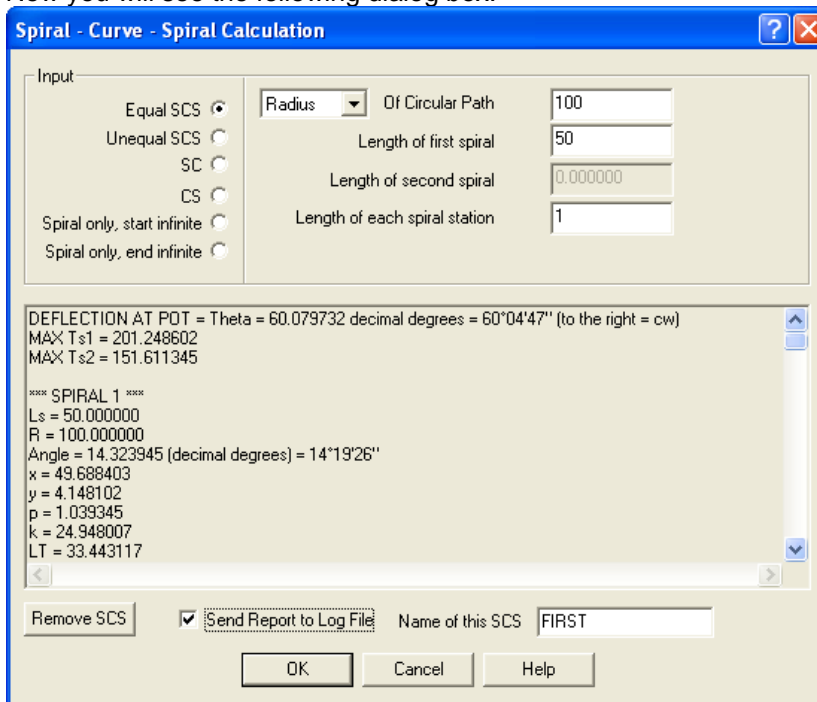 Now you will see the following dialog box.
Spiral - Curve - Spiral Calculation
Input
Equal SCS
Unequal SCS
SC
CS
Spiral only, start infinite
Spiral only, end infinite
Radius Of Circular Path 100
Length of first spiral 50
Length of second spiral 0.000000
Length of each spiral station 1
DEFLECTION AT POT = Theta = 60.079732 decimal degrees = 60°04'47'' (to the right = cw)
MAX Ts1 = 201.248602
MAX Ts2 = 151.611345
*** SPIRAL 1 ***
Ls = 50.000000
R = 100.000000
Angle = 14.323945 (decimal degrees) = 14°19'26''
x = 49.688403
y = 4.148102
p = 1.039345
k = 24.948007
LT = 33.443117
Remove SCS Send Report to Log File Name of this SCS FIRST
OK Cancel Help